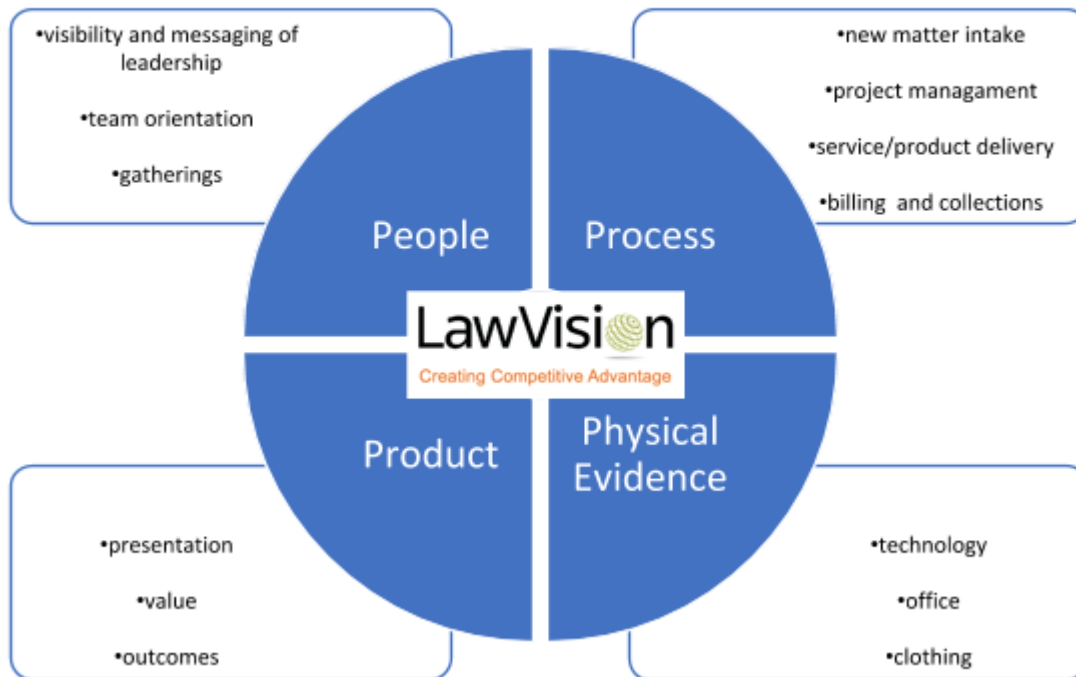 •visibility and messaging of
leadership
•team orientation
•gatherings
•new matter intake
•project managament
•service/product delivery
•billing  and collections
People
Process
LawVision
Creating Competitive Advantage
Product
Physical
Evidence
•presentation
•value
•outcomes
•technology
•office
•clothing